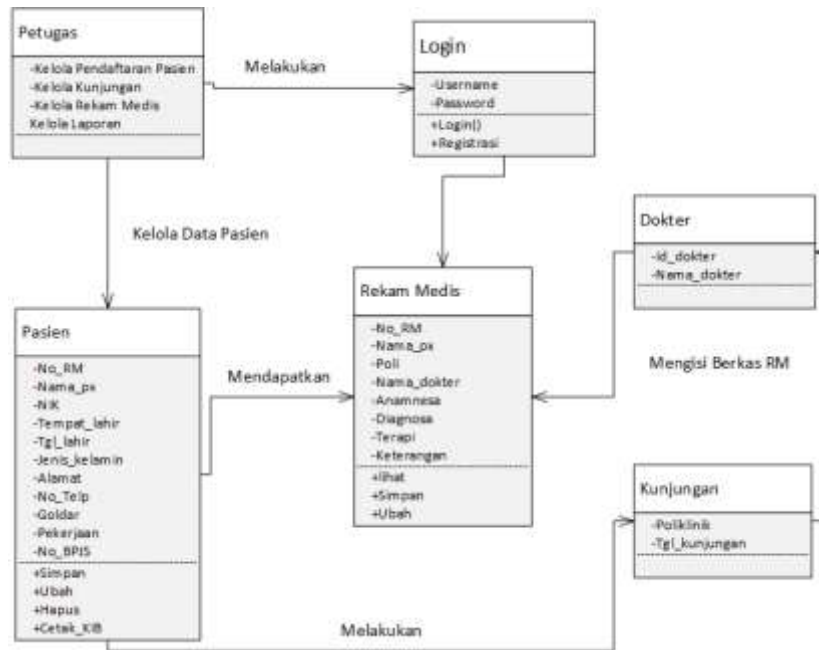 Petugas
-Kelola Pendaftaran Pasien
-Kelola Kunjungan
-Kelola Rekam Medis
Kelola Laporan
Melakukan
Login
-Username
-Password
+Login()
+Registrasi
Kelola Data Pasien
Dokter
-id_dokter
-Nama_dokter
Rekam Medis
-No_RM
-Nama_px
-Poli
-Nama_dokter
-Anamnesa
-Diagnosa
-Terapi
-Keterangan
+lihat
+Simpan
+Ubah
Mengisi Berkas RM
Pasien
-No_RM
-Nama_px
-NIK
-Tempat_lahir
-Tgl_lahir
-Jenis_kelamin
-Alamat
-No_Telp
-Goldar
-Pekerjaan
-No_BPJS
+Simpan
+Ubah
+Hapus
+Cetak_KIB
Mendapatkan
Kunjungan
-Poliklinik
-Tgl_kunjungan
Melakukan